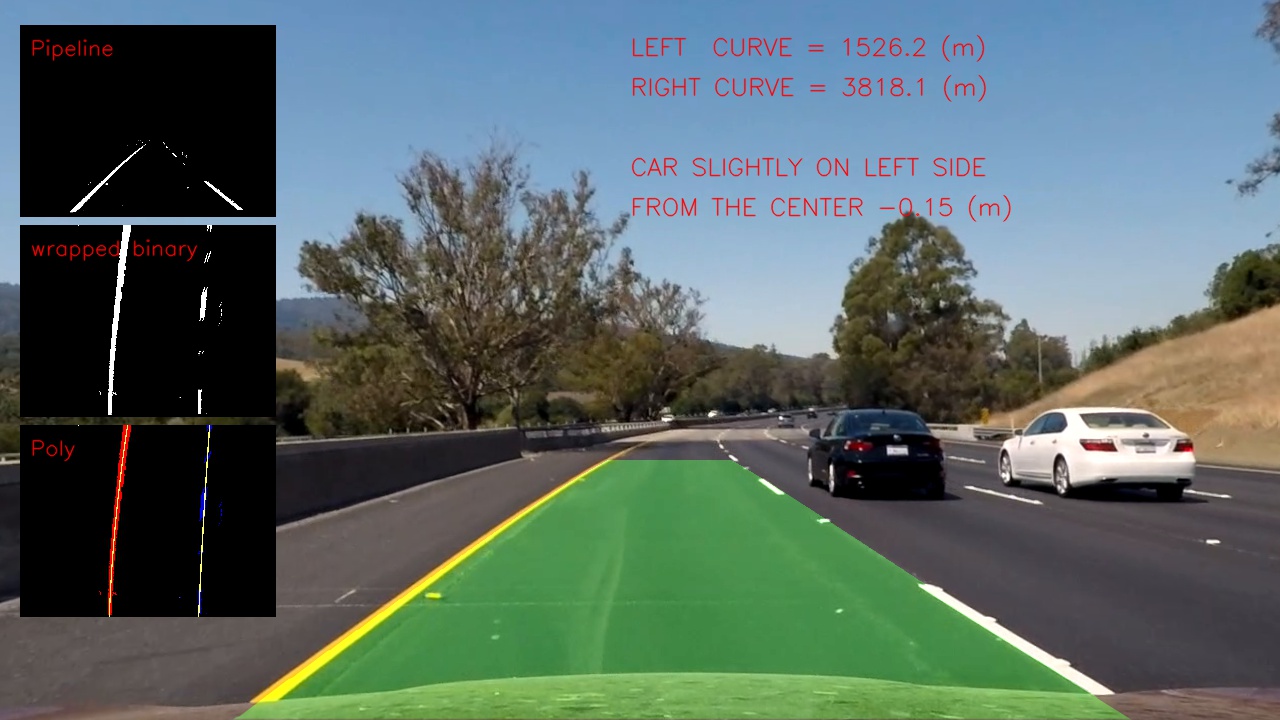 Pipeline
LEFT CURVE = 1526.2 (m)
RIGHT CURVE = 3818.1 (m)
CAR SLIGHTLY ON LEFT SIDE
FROM THE CENTER -0.15 (m)
wrapped binary
Poly